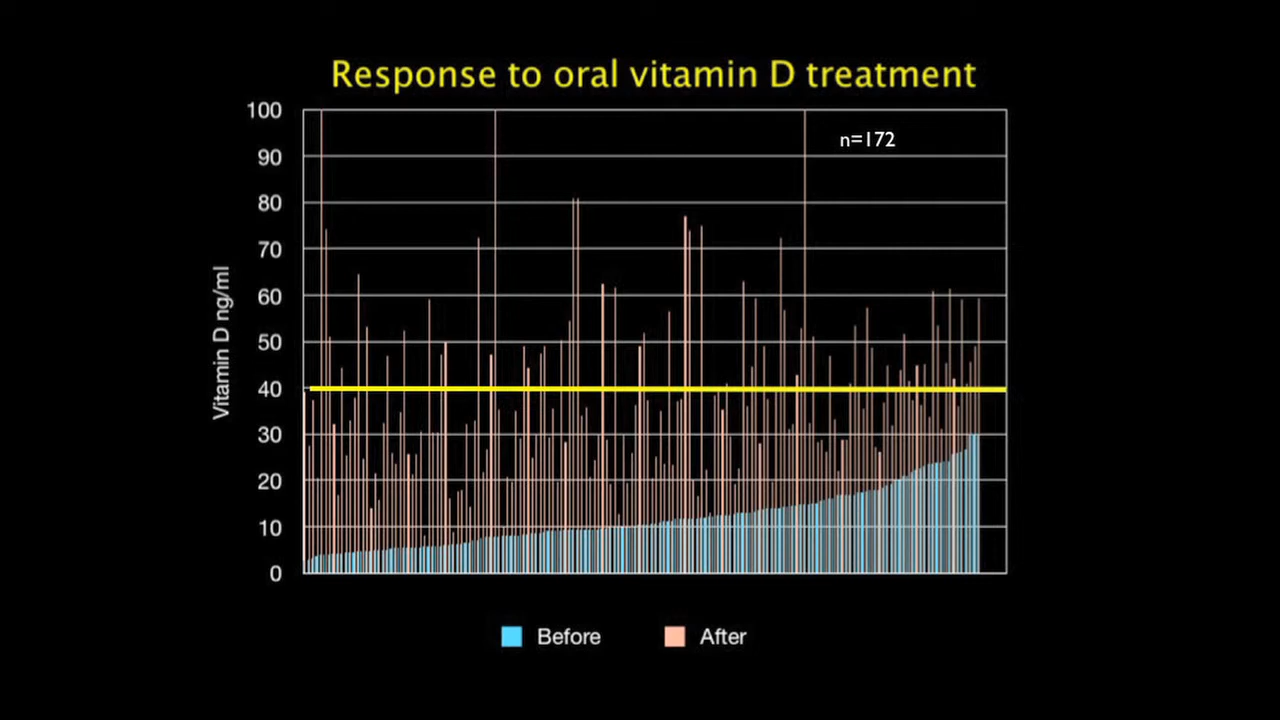 Response to oral vitamin D treatment
n=172
Vitamin D ng/ml
100
90
80
70
60
50
40
30
20
10
0
Before
After